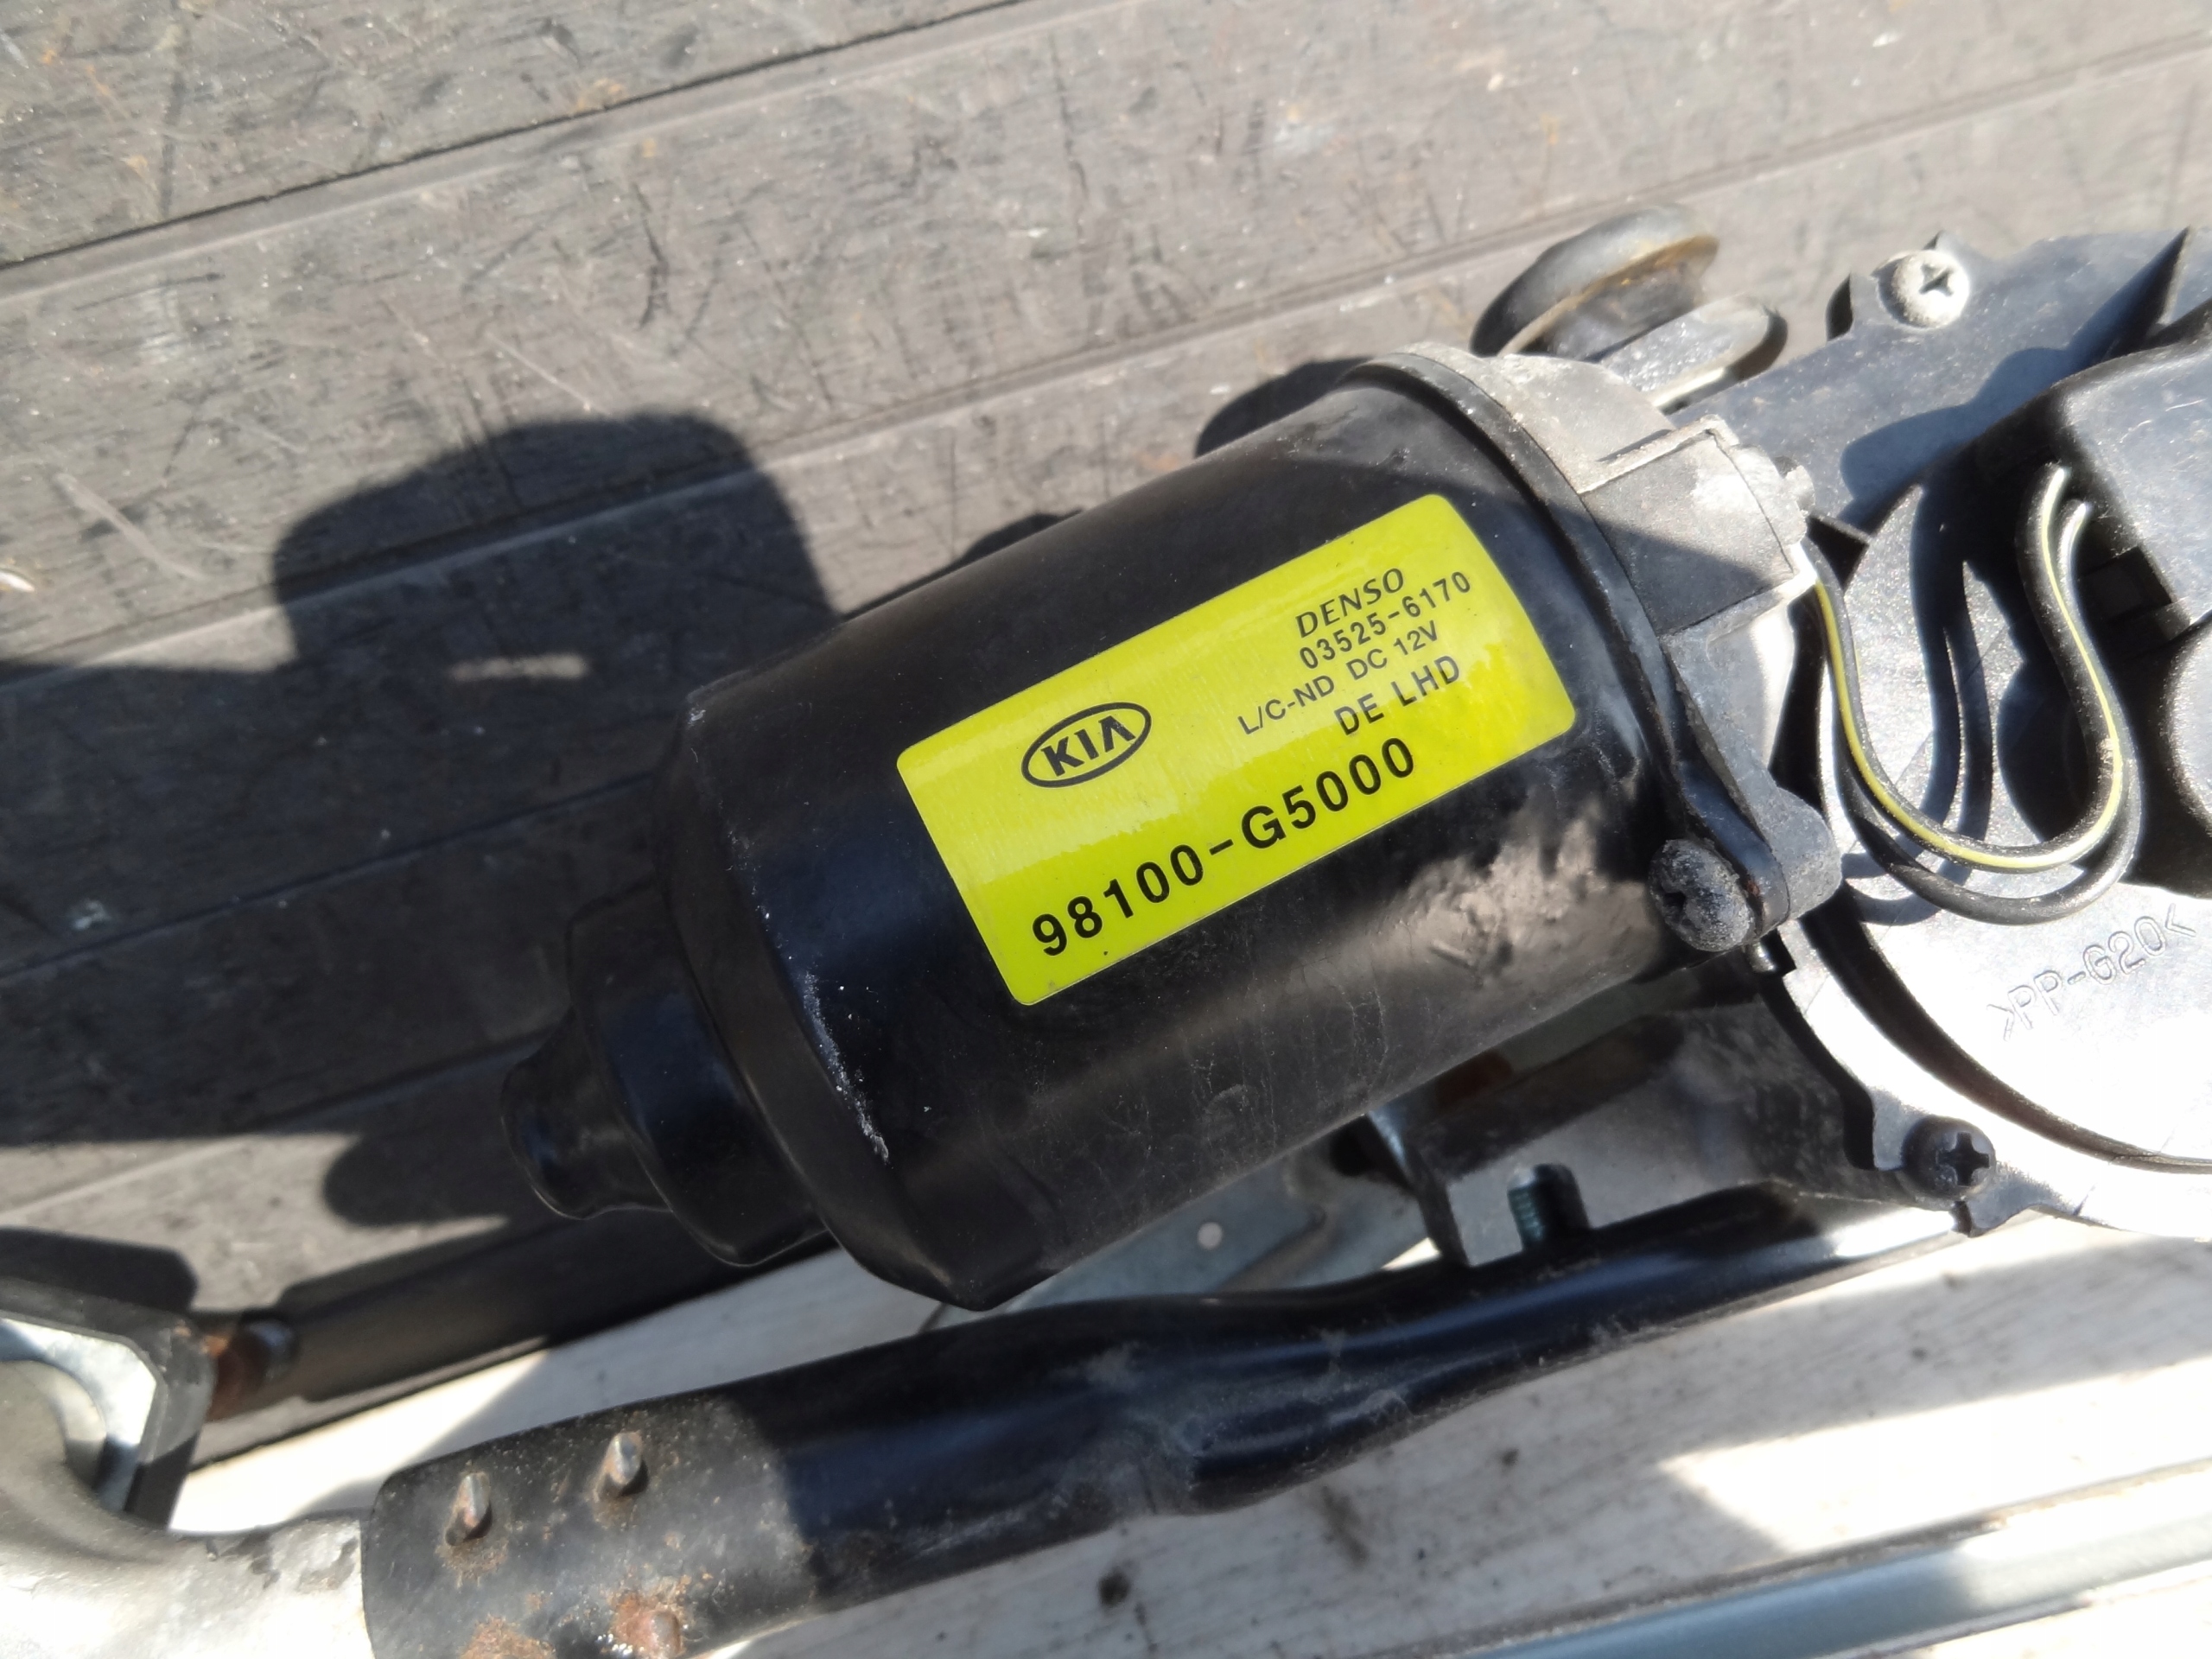 DENSO
03525-6170
L/C-ND DC 12V
DE LHD
KIA
98100-G5000
>PP-G20<